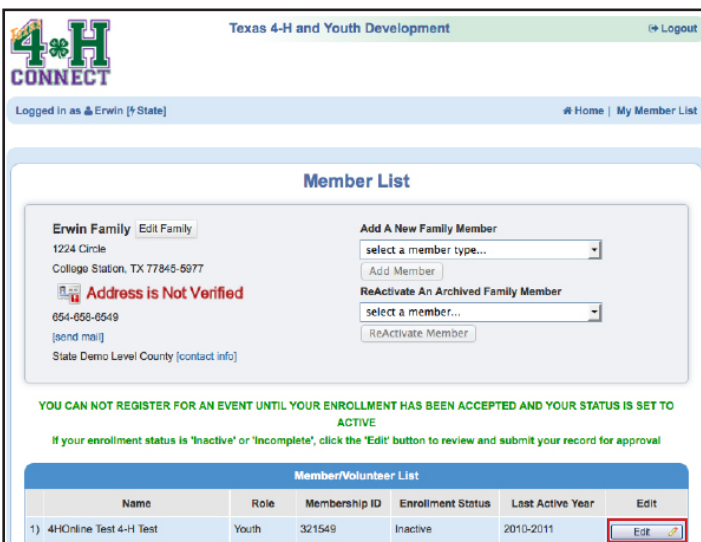 4 H
CONNECT
Texas 4-H and Youth Development
Logout
Logged in as Erwin [State]
Home | My Member List
Member List
Erwin Family Edit Family
1224 Circle
College Station, TX 77845-5977
Address is Not Verified
654-658-6549
[send mail]
State Demo Level County [contact info]
Add A New Family Member
select a member type...
Add Member
ReActivate An Archived Family Member
select a member...
ReActivate Member
YOU CAN NOT REGISTER FOR AN EVENT UNTIL YOUR ENROLLMENT HAS BEEN ACCEPTED AND YOUR STATUS IS SET TO
ACTIVE
If your enrollment status is 'Inactive' or 'Incomplete', click the 'Edit' button to review and submit your record for approval
Member/Volunteer List
Name Role Membership ID Enrollment Status Last Active Year Edit
1) 4HOnline Test 4-H Test Youth 321549 Inactive 2010-2011 Edit